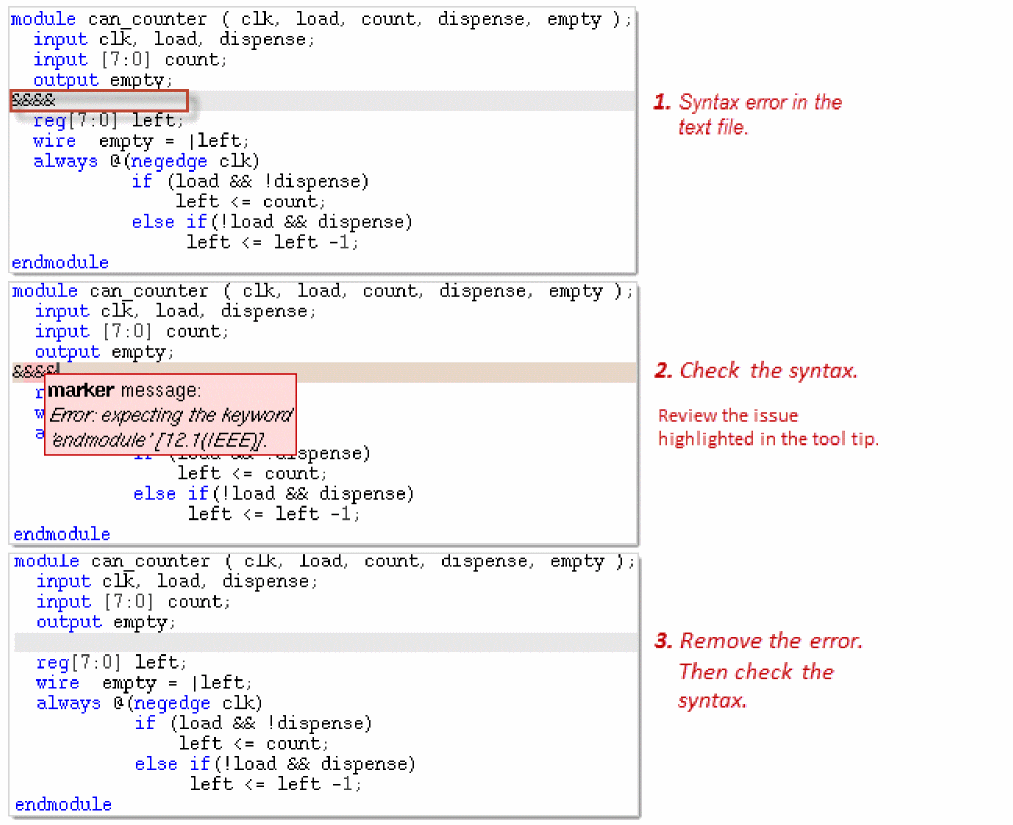 module can_counter ( clk, load, count, dispense, empty );
input clk, load, dispense;
input [7:0] count;
output empty;
&&&&
reg[7:0] left;
wire  empty = |left;
always @(negedge clk)
if (load && !dispense)
left <= count;
else if(!load && dispense)
left <= left -1;
endmodule
1. Syntax error in the
text file.
module can_counter ( clk, load, count, dispense, empty );
input clk, load, dispense;
input [7:0] count;
output empty;
&&&&
marker message:
Error: expecting the keyword
'endmodule' [12.1(IEEE)].
if (load && !dispense)
left <= count;
else if(!load && dispense)
left <= left -1;
endmodule
2. Check the syntax.
Review the issue
highlighted in the tool tip.
module can_counter ( clk, load, count, dispense, empty );
input clk, load, dispense;
input [7:0] count;
output empty;
reg[7:0] left;
wire  empty = |left;
always @(negedge clk)
if (load && !dispense)
left <= count;
else if(!load && dispense)
left <= left -1;
endmodule
3. Remove the error.
Then check the
syntax.